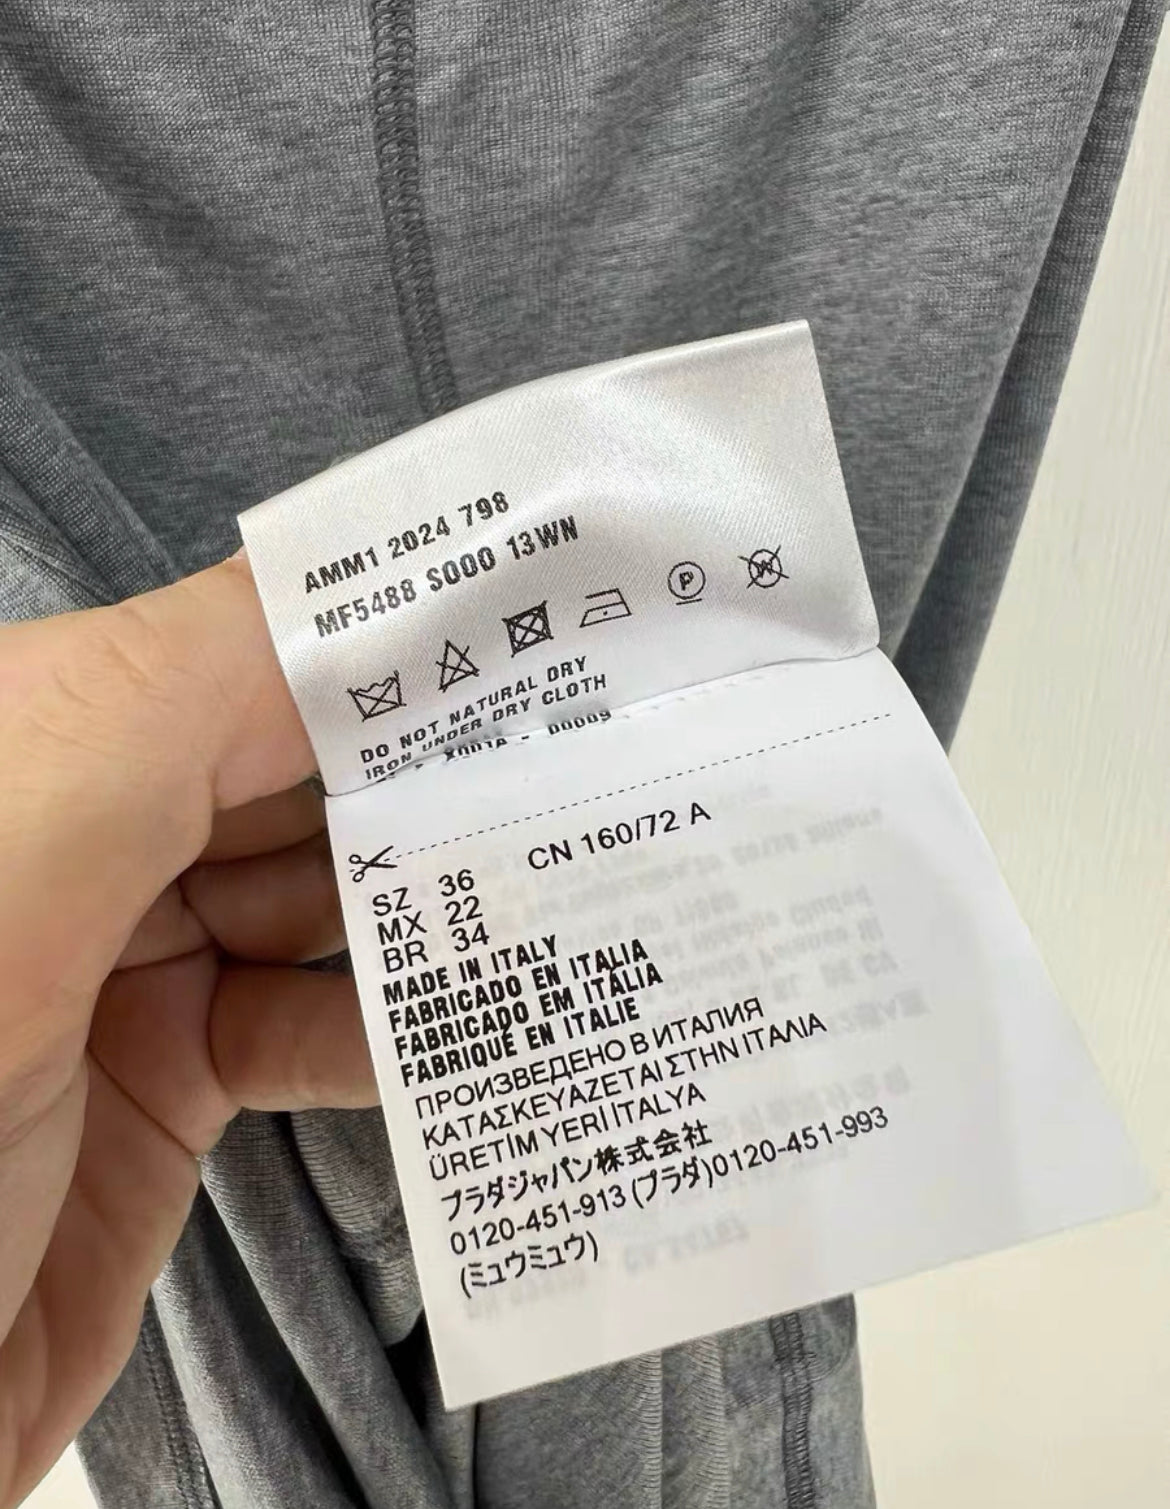 AMM1 2024 798
MF5488 S000 13WN
P W
DO NOT NATURAL DRY
IRON UNDER DRY CLOTH
CN 160/72 A
SZ 36
MX 22
BR 34
MADE IN ITALY
FABRICADO EN ITALIA
FABRICADO EM ITÁLIA
FABRIQUÉ EN ITALIE
ПРОИЗВЕДЕНО В ИТАЛИЯ
ΚΑΤΑΣΚΕΥΑΖΕΤΑΙ ΣΤΗΝ ΙΤΑΛΙΑ
ÜRETİM YERİ İTALYA
プラダジャパン株式会社
0120-451-913 (プラダ)0120-451-993
(ミュウミュウ)